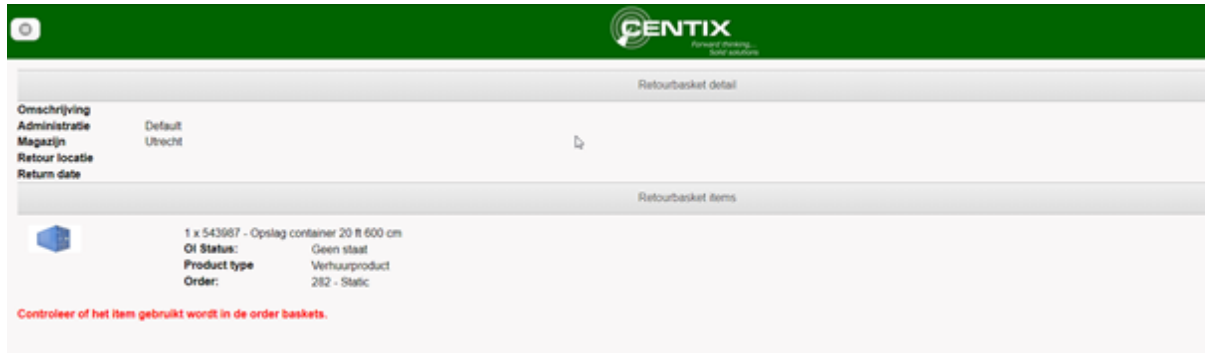 CENTIX
Forward thinking...
Solid solutions
Retourbasket detail
Omschrijving
Administratie Default
Magazijn Utrecht
Retour locatie
Return date
Retourbasket items
1 x 543987 - Opslag container 20 ft 600 cm
OI Status: Geen staat
Product type Verhuurproduct
Order: 282 - Static
Controleer of het item gebruikt wordt in de order baskets.